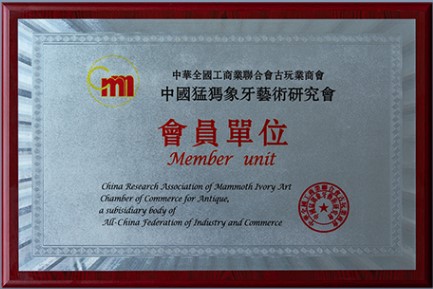 中華全國工商業聯合會古玩業商會
中國猛獁象牙藝術研究會
會員單位
Member unit
China Research Association of Mammoth Ivory Art
Chamber of Commerce for Antique,
a subisidiary body of
All-China Federation of Industry and Commerce